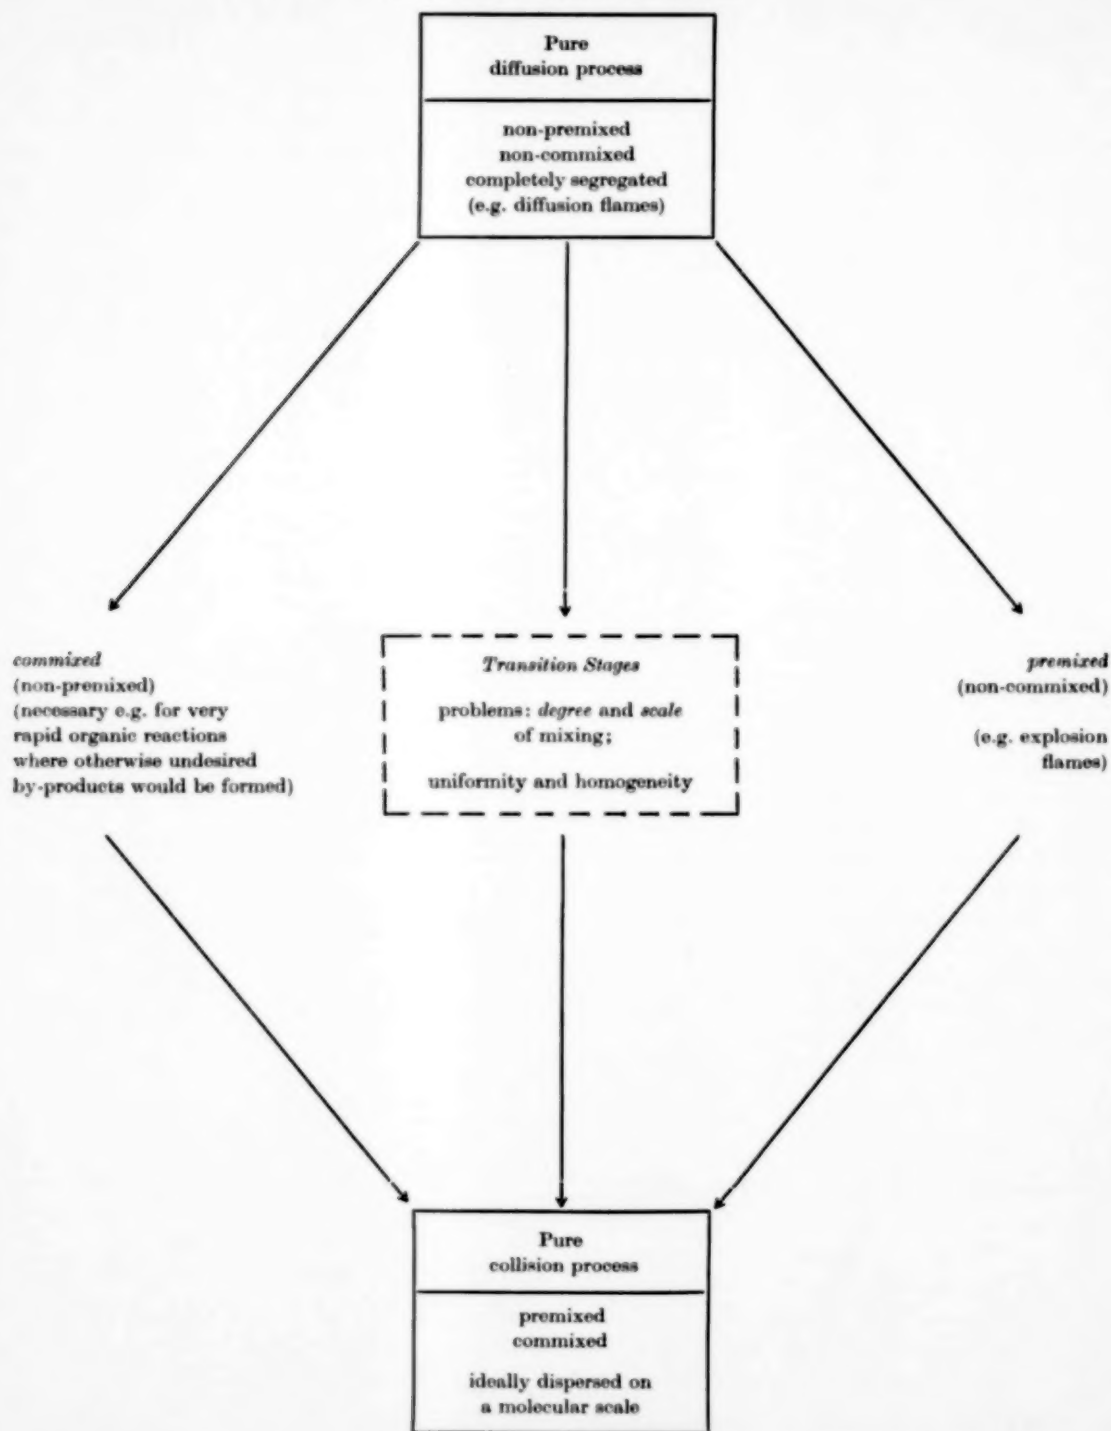 Pure
diffusion process
non-premixed
non-commixed
completely segregated
(e.g. diffusion flames)
commixed
(non-premixed)
(necessary e.g. for very
rapid organic reactions
where otherwise undesired
by-products would be formed)
Transition Stages
problems: degree and scale
of mixing;
uniformity and homogeneity
premixed
(non-commixed)
(e.g. explosion
flames)
Pure
collision process
premixed
commixed
ideally dispersed on
a molecular scale